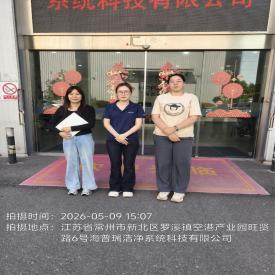 系统科技有限公司
拍摄时间：2026-05-09 15:07
拍摄地点：江苏省常州市新北区罗溪镇空港产业园旺贤
路6号海普瑞洁净系统科技有限公司